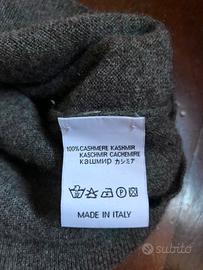 100% CASHMERE KASHMIR
KASCHMIR CACHEMIRE
кашмир カシミア
MADE IN ITALY
subito